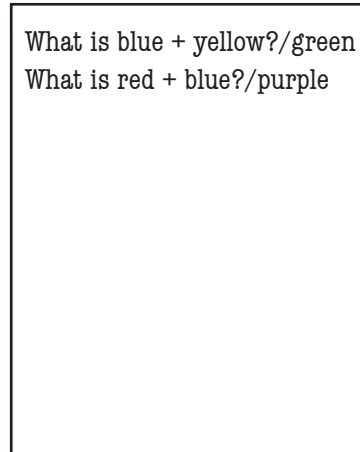 What is blue + yellow?/green
What is red + blue?/purple